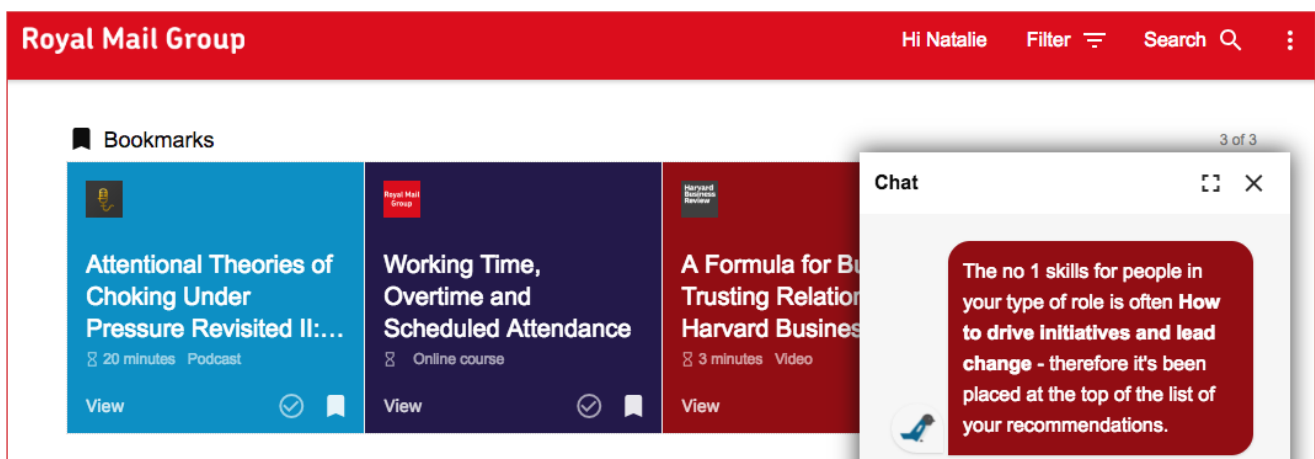 Royal Mail Group
Hi Natalie
Filter
Search
Bookmarks
3 of 3
Attentional Theories of
Choking Under
Pressure Revisited II:...
20 minutes Podcast
View
Royal Mail
Group
Working Time,
Overtime and
Scheduled Attendance
Online course
View
Harvard
Business
Review
A Formula for Bu
Trusting Relation
Harvard Busines
3 minutes Video
View
Chat
The no 1 skills for people in
your type of role is often How
to drive initiatives and lead
change - therefore it's been
placed at the top of the list of
your recommendations.